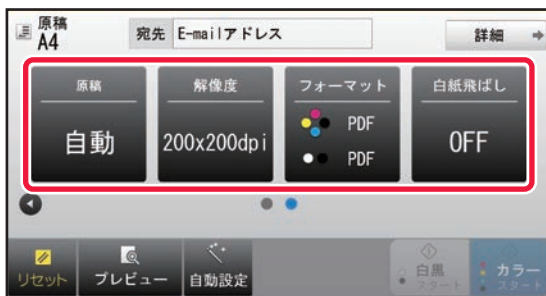 原稿
A4
宛先 E-mailアドレス
詳細
原稿 解像度 フォーマット 白紙飛ばし
自動 200x200dpi PDF OFF
PDF
リセット プレビュー 自動設定 白黒 カラー
スタート スタート